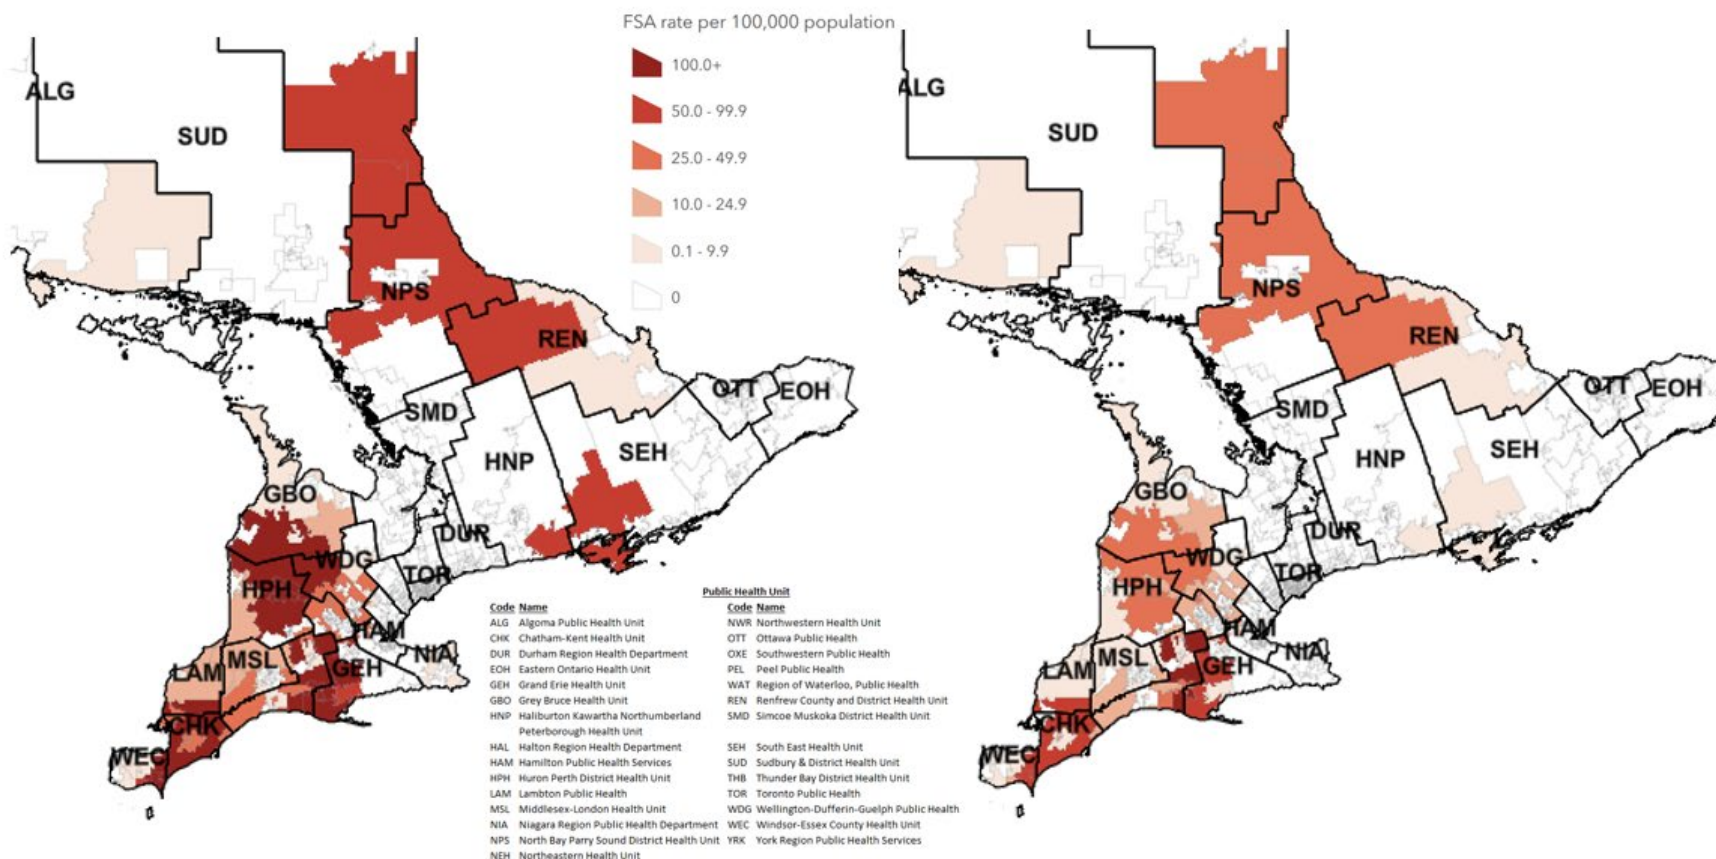 FSA rate per 100,000 population
100.0+
50.0 - 99.9
25.0 - 49.9
10.0 - 24.9
0.1 - 9.9
0
ALG
SUD
NPS
REN
OTT
EOH
SMD
HNP
SEH
GBO
DUR
WDG
TOR
HPH
HAM
NIA
MSL
LAM
GEH
CHK
WEC
ALG
SUD
NPS
REN
OTT
EOH
SMD
HNP
SEH
GBO
DUR
WDG
TOR
HPH
HAM
NIA
MSL
LAM
GEH
CHK
WEC
Public Health Unit
Code Name
ALG Algoma Public Health Unit
CHK Chatham-Kent Health Unit
DUR Durham Region Health Department
EOH Eastern Ontario Health Unit
GEH Grand Erie Health Unit
GBO Grey Bruce Health Unit
HNP Haliburton Kawartha Northumberland
Peterborough Health Unit
HAL Halton Region Health Department
HAM Hamilton Public Health Services
HPH Huron Perth District Health Unit
LAM Lambton Public Health
MSL Middlesex-London Health Unit
NIA Niagara Region Public Health Department
NPS North Bay Parry Sound District Health Unit
NEH Northeastern Health Unit
Code Name
NWR Northwestern Health Unit
OTT Ottawa Public Health
OXE Southwestern Public Health
PEL Peel Public Health
WAT Region of Waterloo, Public Health
REN Renfrew County and District Health Unit
SMD Simcoe Muskoka District Health Unit
SEH South East Health Unit
SUD Sudbury & District Health Unit
THB Thunder Bay District Health Unit
TOR Toronto Public Health
WDG Wellington-Dufferin-Guelph Public Health
WEC Windsor-Essex County Health Unit
YRK York Region Public Health Services